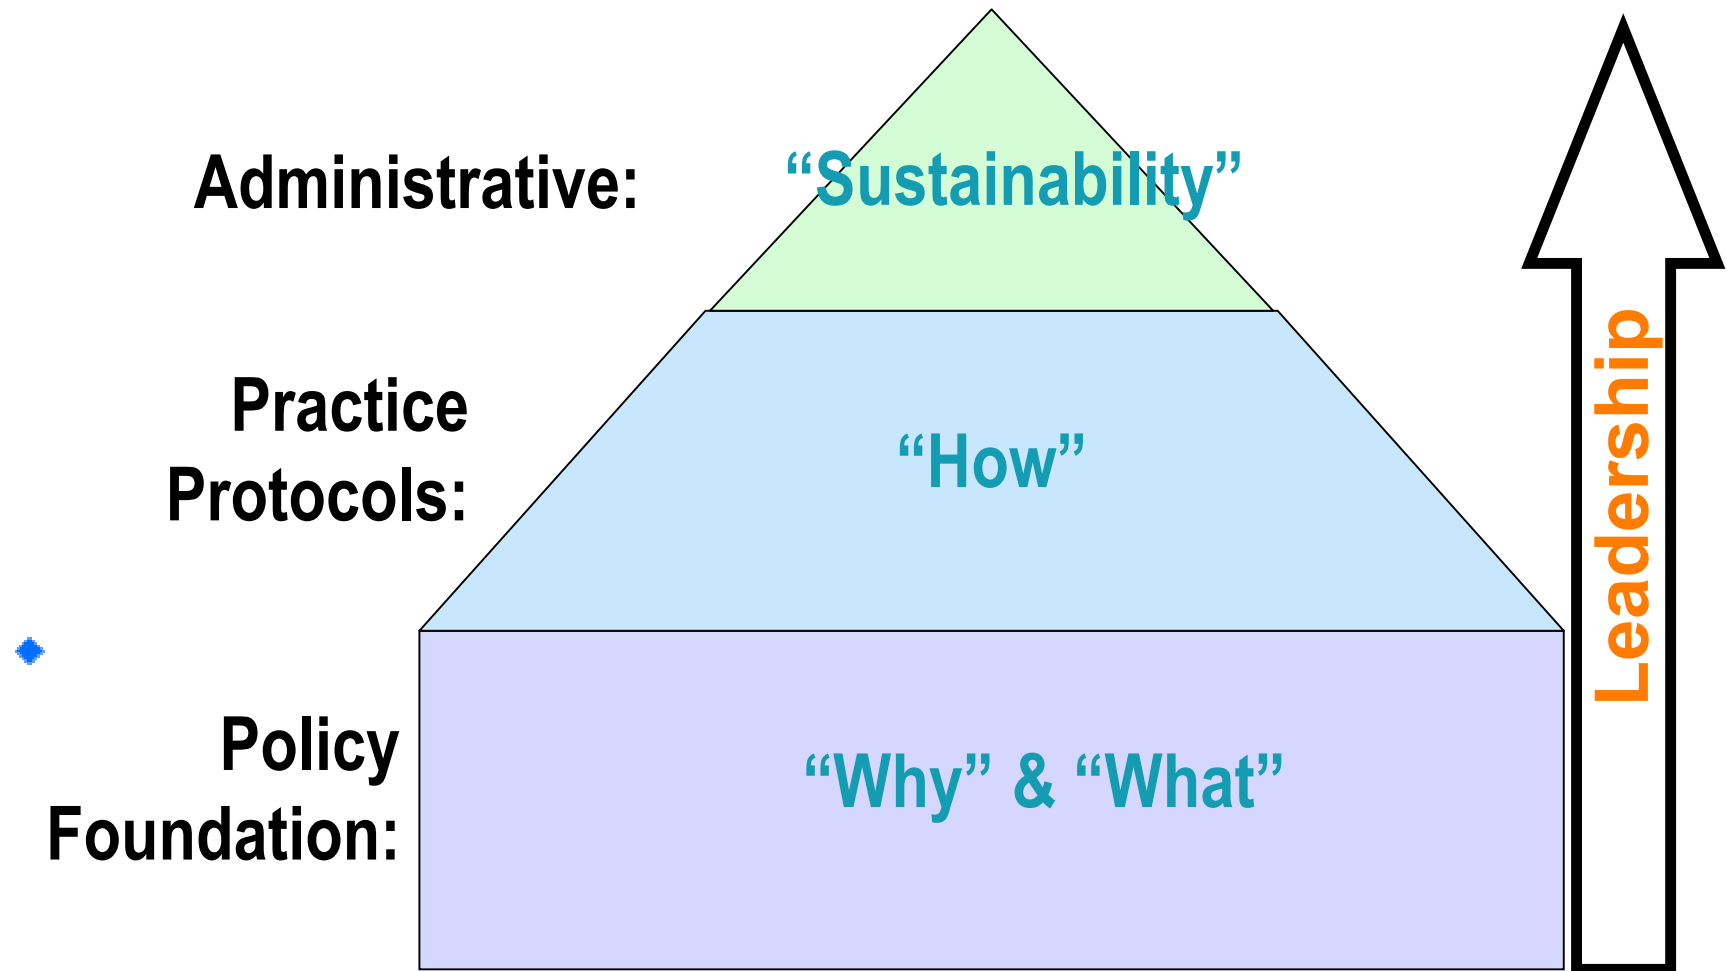 Administrative:
“Sustainability”
Practice
Protocols:
“How”
Policy
Foundation:
“Why” & “What”
Leadership